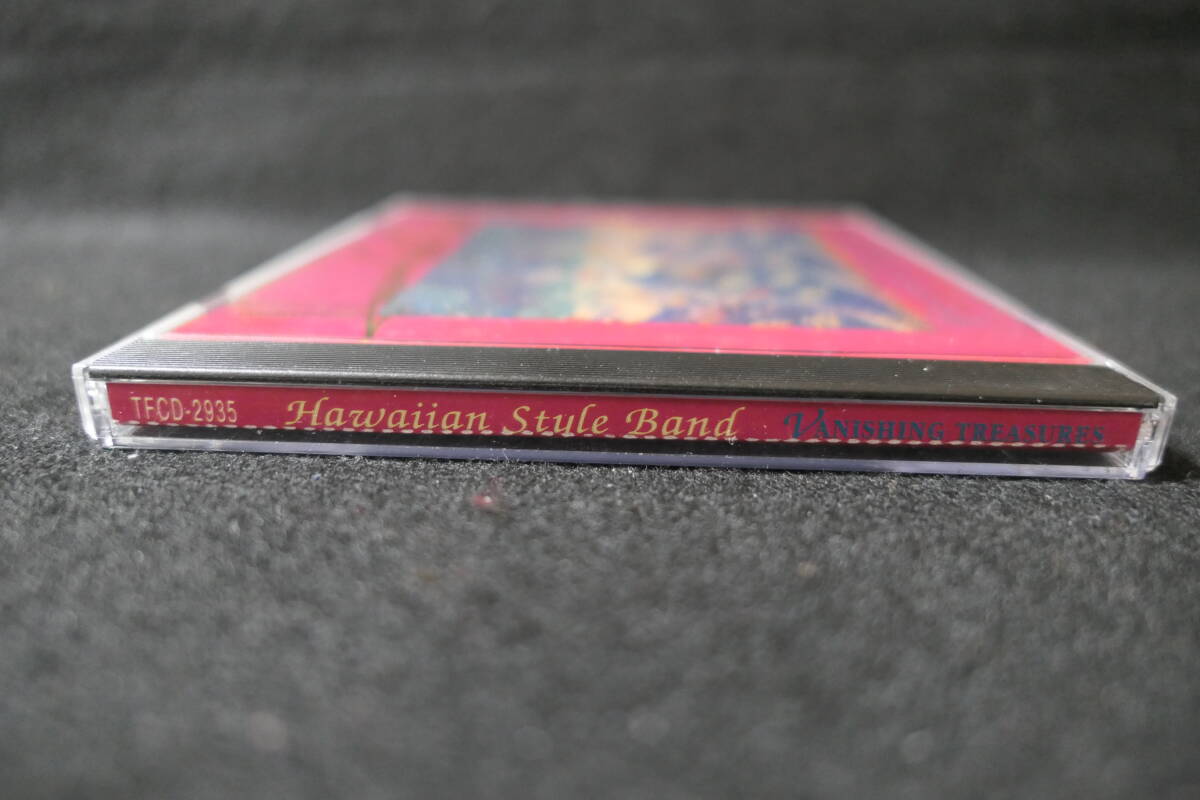 TFCD-2935 Hawaiian Style Band VANISHING TREASURES